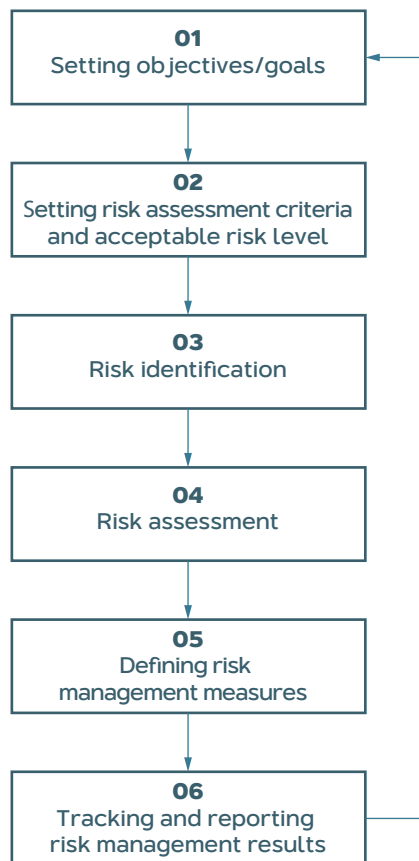 01
Setting objectives/goals
02
Setting risk assessment criteria
and acceptable risk level
03
Risk identification
04
Risk assessment
05
Defining risk
management measures
06
Tracking and reporting
risk management results